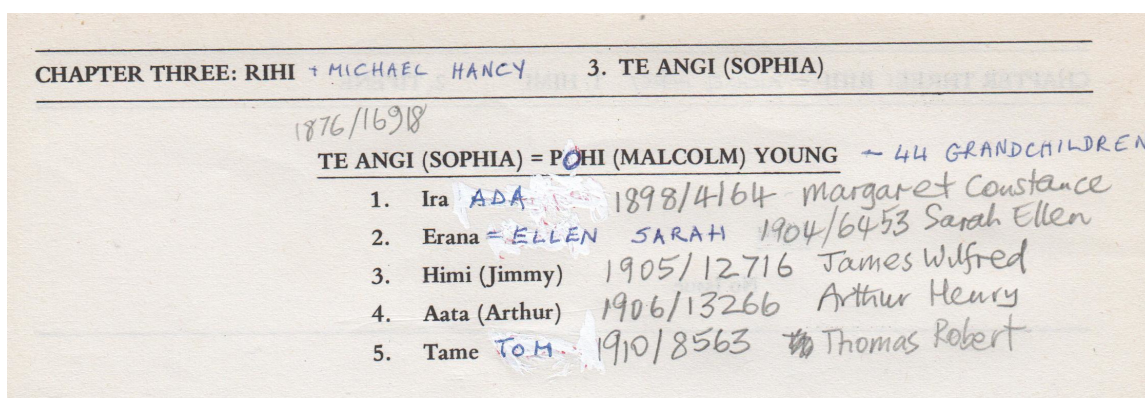 CHAPTER THREE: RIHI + MICHAEL HANCY 3. TE ANGI (SOPHIA)
1876/16918
TE ANGI (SOPHIA) = POHI (MALCOLM) YOUNG - 44 GRANDCHILDREN
1. Ira ADA 1898/4164 Margaret Constance
2. Erana = ELLEN SARAH 1904/6453 Sarah Ellen
3. Himi (Jimmy) 1905/12716 James Wilfred
4. Aata (Arthur) 1906/13266 Arthur Henry
5. Tame TOM 1910/8563 Thomas Robert